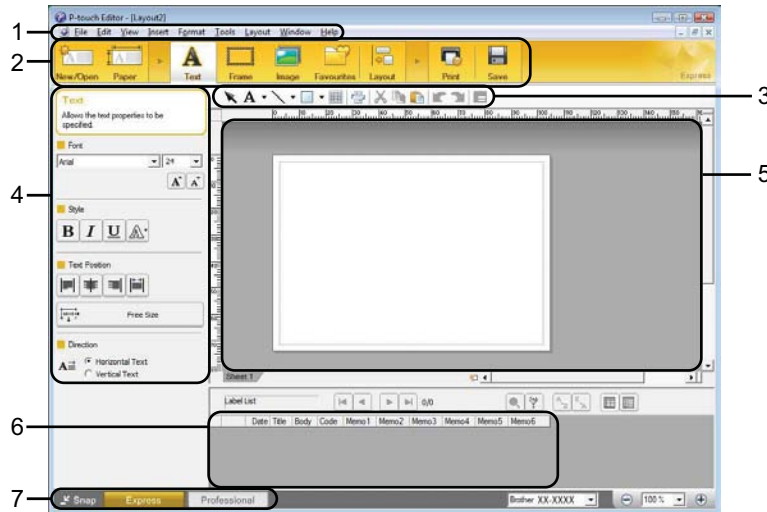 P-touch Editor - [Layout2]
1
File Edit View Insert Format Tools Layout Window Help
2
New/Open Paper Text Frame Image Favourites Layout Print Save Express
3
A
4
Text
Allows the text properties to be
specified.
Font
Arial 24
A A
Style
B I U A
Text Position
Free Size
Direction
A Horizontal Text
Vertical Text
5
Sheet 1
Label List 0/0
6
Date Title Body Code Memo1 Memo2 Memo3 Memo4 Memo5 Memo6
7
Snap Express Professional Brother XX-XXXX 100 %